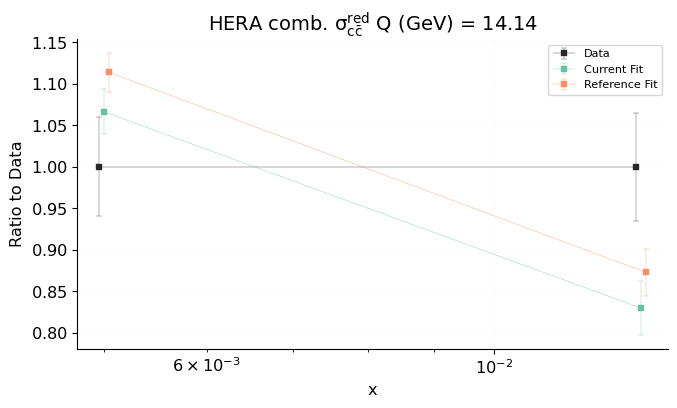 HERA comb. σ^{red}_{cc̄} Q (GeV) = 14.14
Data
Current Fit
Reference Fit
Ratio to Data
1.15
1.10
1.05
1.00
0.95
0.90
0.85
0.80
6 × 10⁻³
10⁻²
x